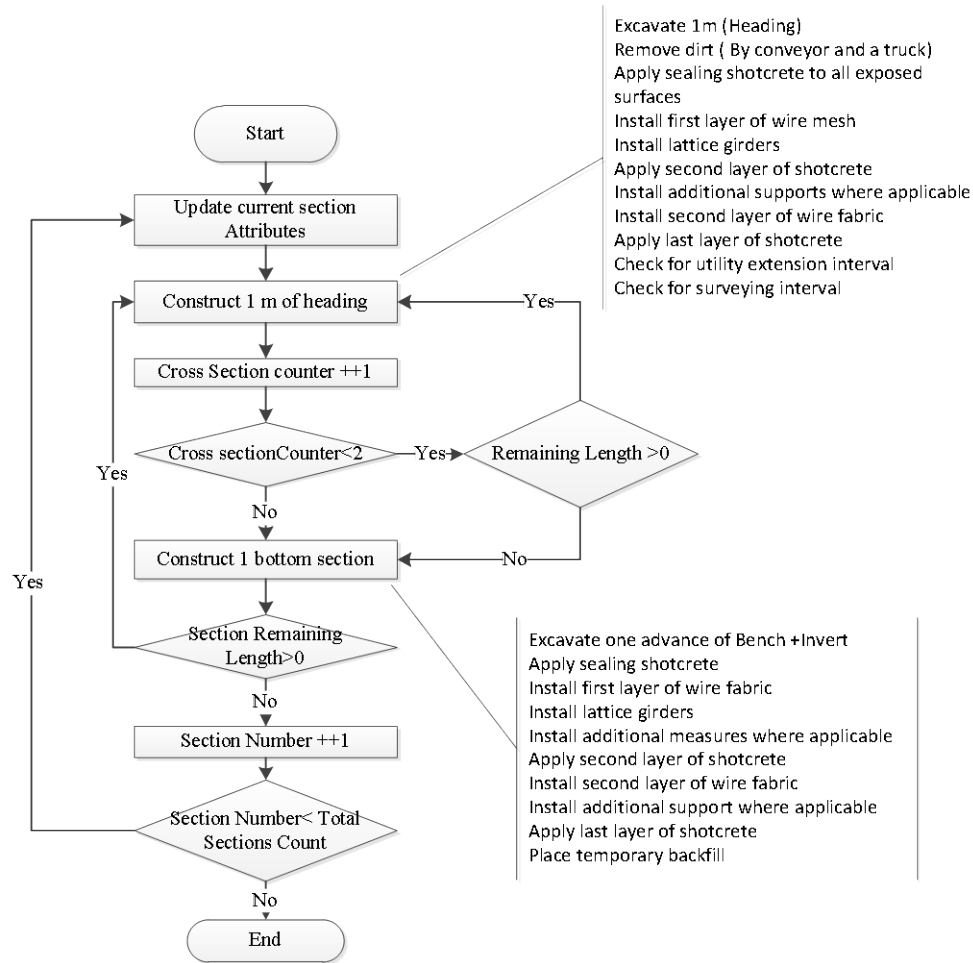 Excavate 1m (Heading)
Remove dirt ( By conveyor and a truck)
Apply sealing shotcrete to all exposed
surfaces
Install first layer of wire mesh
Install lattice girders
Apply second layer of shotcrete
Install additional supports where applicable
Install second layer of wire fabric
Apply last layer of shotcrete
Check for utility extension interval
Check for surveying interval
Start
Update current section
Attributes
Construct 1 m of heading
Yes
Cross Section counter ++1
Cross sectionCounter<2
Yes
Remaining Length >0
Yes
No
Construct 1 bottom section
No
Yes
Section Remaining
Length>0
No
Section Number ++1
Section Number< Total
Sections Count
No
End
Excavate one advance of Bench +Invert
Apply sealing shotcrete
Install first layer of wire fabric
Install lattice girders
Install additional measures where applicable
Apply second layer of shotcrete
Install second layer of wire fabric
Install additional support where applicable
Apply last layer of shotcrete
Place temporary backfill